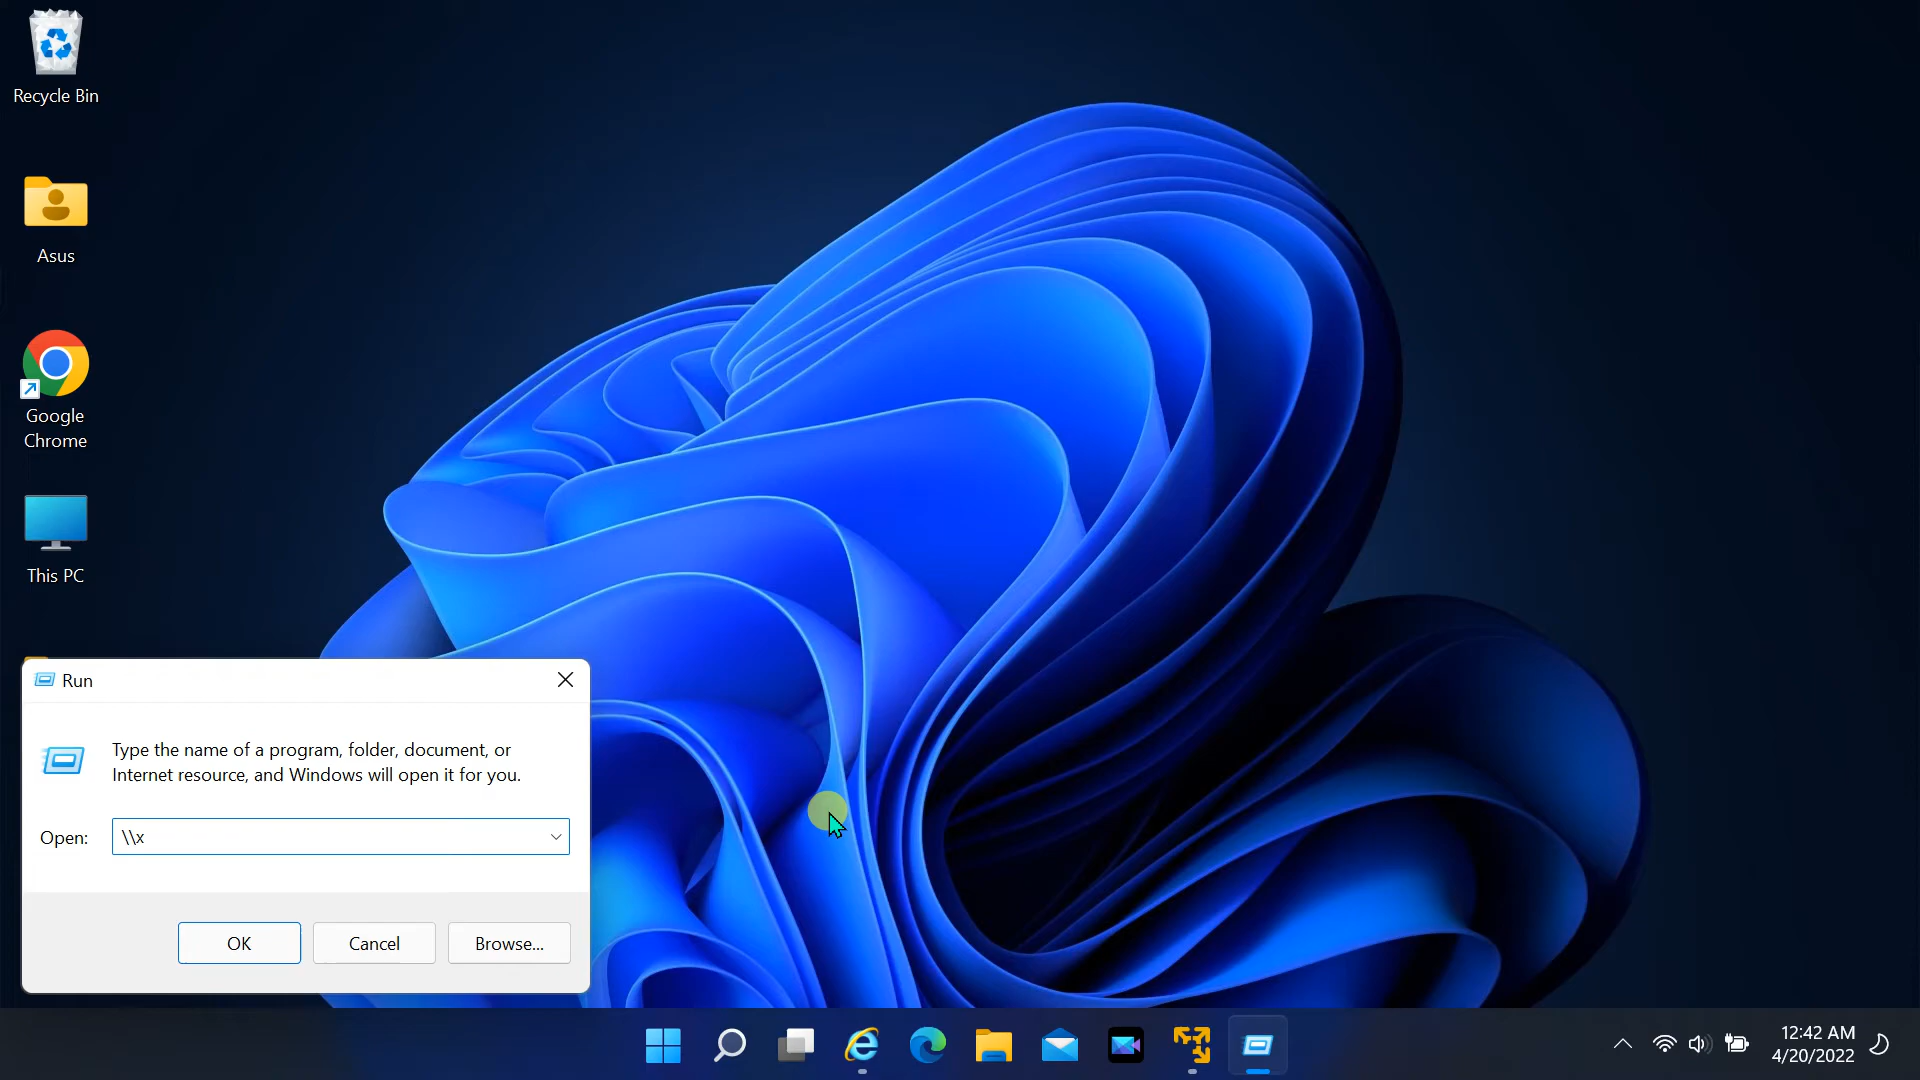 Recycle Bin
Asus
Google
Chrome
This PC
Run
Type the name of a program, folder, document, or
Internet resource, and Windows will open it for you.
Open: \\x
OK Cancel Browse...
12:42 AM
4/20/2022